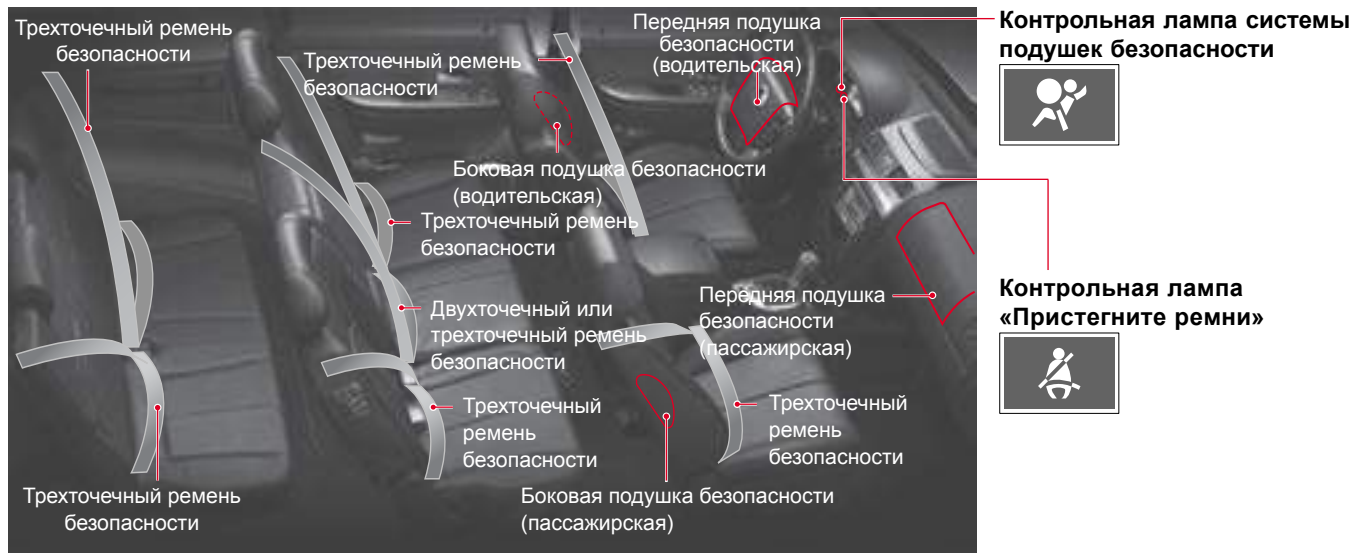 Трехточечный ремень
безопасности
Трехточечный ремень
безопасности
Передняя подушка
безопасности
(водительская)
Контрольная лампа системы
подушек безопасности
Боковая подушка безопасности
(водительская)
Трехточечный ремень
безопасности
Двухточечный или
трехточечный ремень
безопасности
Передняя подушка
безопасности
(пассажирская)
Контрольная лампа
«Пристегните ремни»
Трехточечный
ремень
безопасности
Трехточечный
ремень
безопасности
Трехточечный ремень
безопасности
Боковая подушка безопасности
(пассажирская)